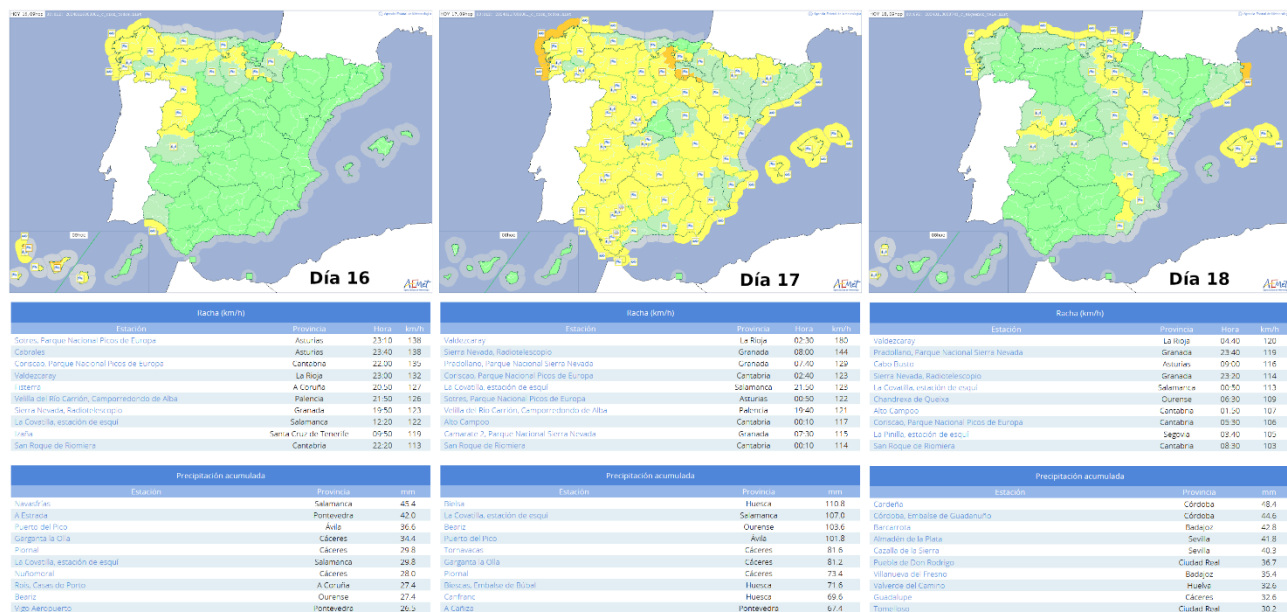 Día 16
Día 17
Día 18
AEMet
AEMet
AEMet
Racha (km/h)
Estación Provincia Hora km/h
Sotres, Parque Nacional Picos de Europa Asturias 23:10 138
Cabrales Asturias 23:40 138
Coriscao, Parque Nacional Picos de Europa Cantabria 22:00 135
Valdezcaray La Rioja 23:00 132
Fisterra A Coruña 20:50 127
Velilla del Río Carrión, Camporredondo de Alba Palencia 21:50 126
Sierra Nevada, Radiotelescopio Granada 19:50 123
La Covatilla, estación de esquí Salamanca 12:20 122
Izaña Santa Cruz de Tenerife 09:50 119
San Roque de Riomiera Cantabria 22:20 113
Racha (km/h)
Estación Provincia Hora km/h
Valdezcaray La Rioja 02:30 180
Sierra Nevada, Radiotelescopio Granada 08:00 144
Pradollano, Parque Nacional Sierra Nevada Granada 07:40 129
Coriscao, Parque Nacional Picos de Europa Cantabria 02:40 123
La Covatilla, estación de esquí Salamanca 21:50 123
Sotres, Parque Nacional Picos de Europa Asturias 00:50 122
Velilla del Río Carrión, Camporredondo de Alba Palencia 19:40 121
Alto Campoo Cantabria 00:10 117
Parque Nacional Sierra Nevada Granada 07:30 115
San Roque de Riomiera Cantabria 00:10 114
Racha (km/h)
Estación Provincia Hora km/h
Valdezcaray La Rioja 04:40 120
Pradollano, Parque Nacional Sierra Nevada Granada 23:40 119
Cabo Busto Asturias 09:00 116
Sierra Nevada, Radiotelescopio Granada 23:20 114
La Covatilla, estación de esquí Salamanca 00:50 113
Chandrexa de Queixa Ourense 06:30 109
Alto Campoo Cantabria 01:50 107
Coriscao, Parque Nacional Picos de Europa Cantabria 05:30 106
La Pinilla, estación de esquí Segovia 03:40 105
San Roque de Riomiera Cantabria 08:30 103
Precipitación acumulada
Estación Provincia mm
Navasfrías Salamanca 45.4
A Estrada Pontevedra 42.0
Puerto del Pico Ávila 36.6
Garganta la Olla Cáceres 34.4
Piornal Cáceres 29.8
La Covatilla, estación de esquí Salamanca 29.8
Nuñomoral Cáceres 28.0
Rois, Casas do Porto A Coruña 27.4
Beariz Ourense 27.4
Vigo Aeropuerto Pontevedra 26.5
Precipitación acumulada
Estación Provincia mm
Bielsa Huesca 110.8
La Covatilla, estación de esquí Salamanca 107.0
Beariz Ourense 103.6
Puerto del Pico Ávila 101.8
Tornavacas Cáceres 81.6
Garganta la Olla Cáceres 81.2
Piornal Cáceres 73.4
Biescas, Embalse de Búbal Huesca 71.6
Canfranc Huesca 69.6
A Cañiza Pontevedra 67.4
Precipitación acumulada
Estación Provincia mm
Cardeña Córdoba 48.4
Córdoba, Embalse de Guadanuño Córdoba 44.6
Barcarrota Badajoz 42.8
Almadén de la Plata Sevilla 41.8
Cazalla de la Sierra Sevilla 40.3
Puebla de Don Rodrigo Ciudad Real 36.7
Villanueva del Fresno Badajoz 35.4
Valverde del Camino Huelva 32.6
Guadalupe Cáceres 32.6
Tomelloso Ciudad Real 30.2